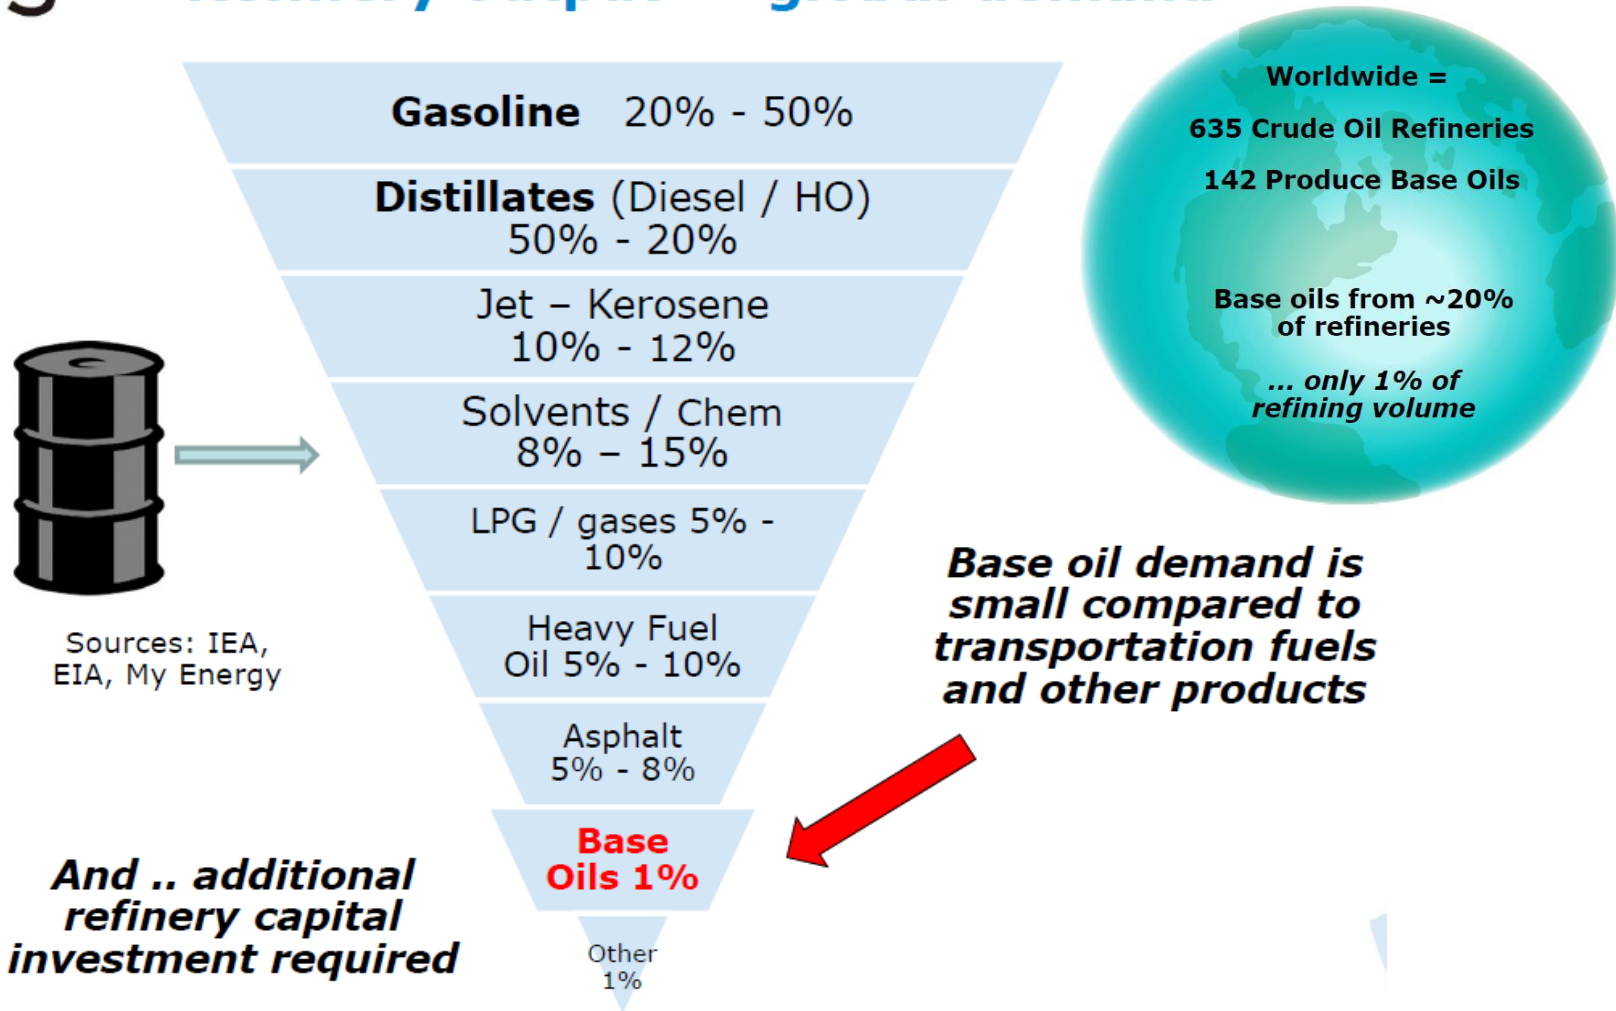 Refinery output
global demand
Gasoline 20% - 50%
Distillates (Diesel / HO)
50% - 20%
Jet – Kerosene
10% - 12%
Solvents / Chem
8% – 15%
LPG / gases 5% -
10%
Heavy Fuel
Oil 5% - 10%
Asphalt
5% - 8%
Base
Oils 1%
Other
1%
Sources: IEA,
EIA, My Energy
And .. additional
refinery capital
investment required
Worldwide =
635 Crude Oil Refineries
142 Produce Base Oils
Base oils from ~20%
of refineries
... only 1% of
refining volume
Base oil demand is
small compared to
transportation fuels
and other products